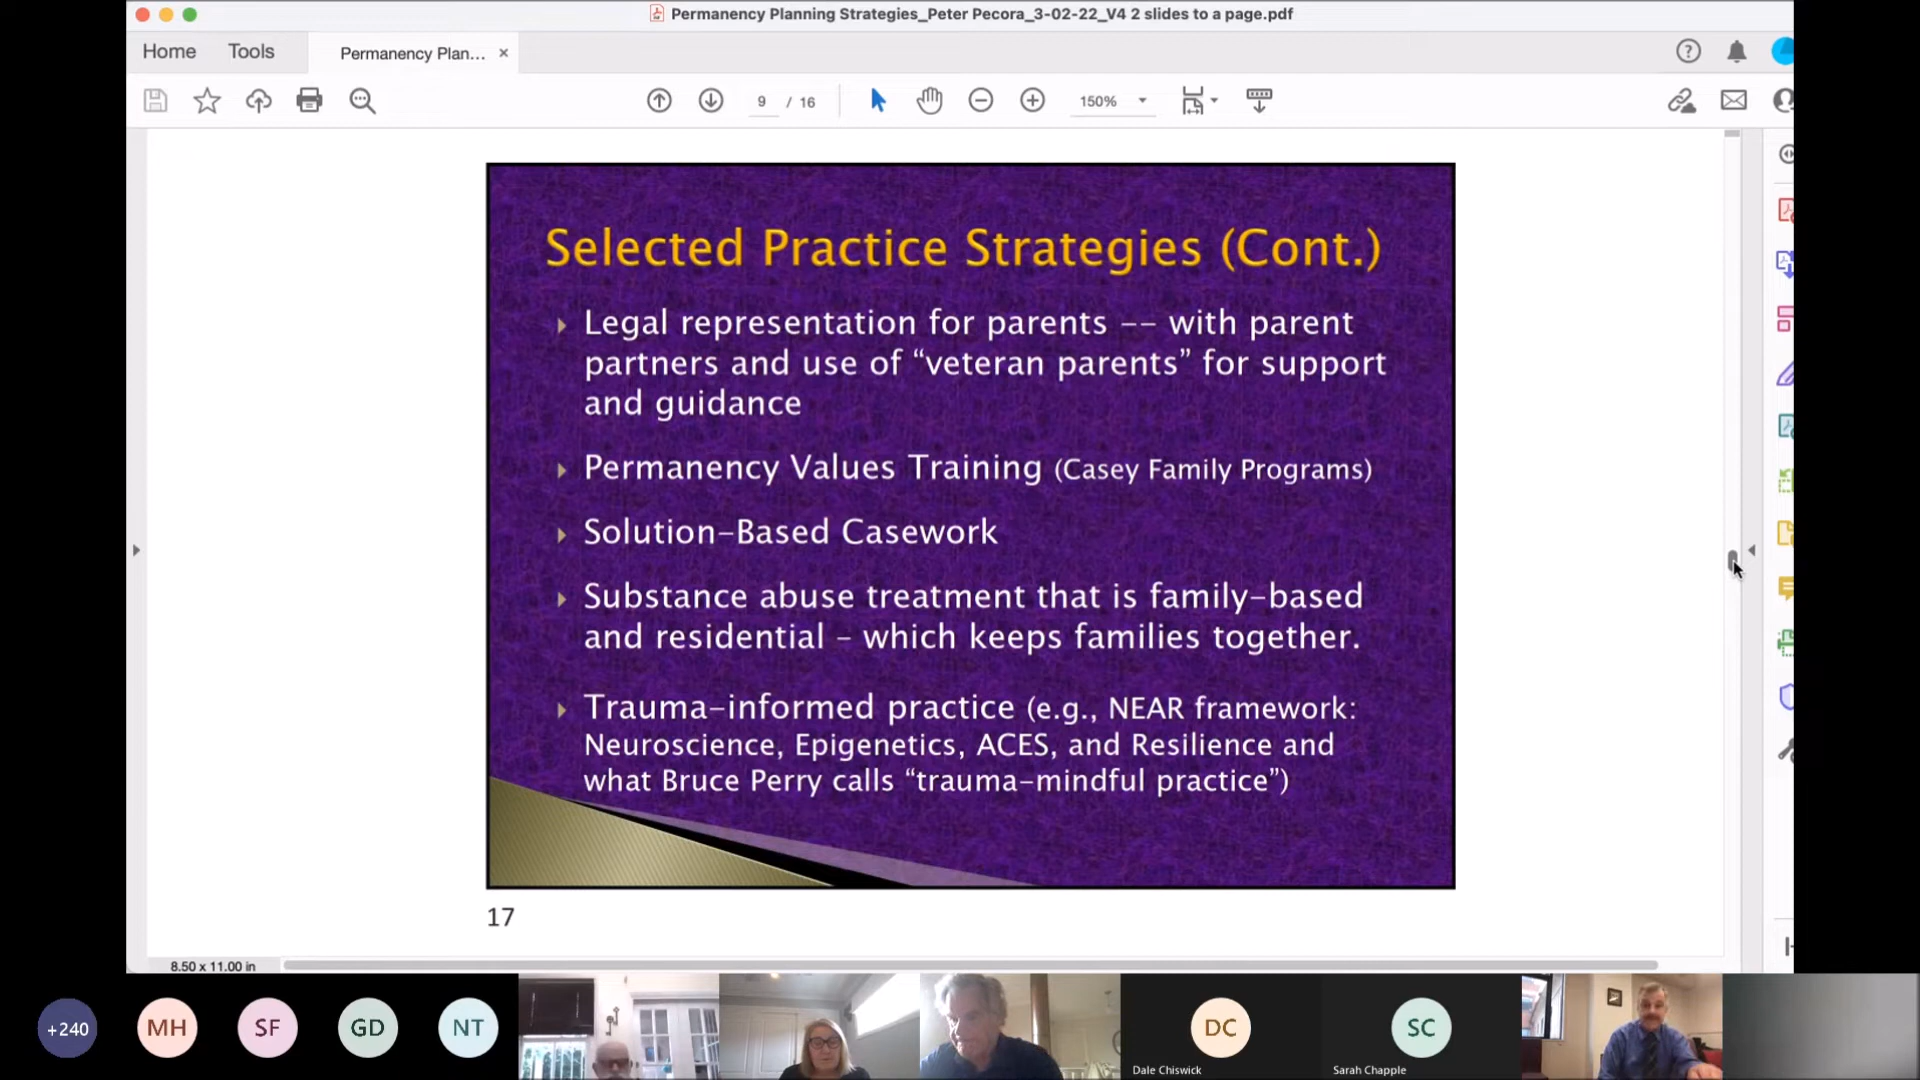 Permanency Planning Strategies_Peter Pecora_3-02-22_V4 2 slides to a page.pdf
Home Tools Permanency Plan... ×
9 / 16 150%
Selected Practice Strategies (Cont.)
Legal representation for parents -- with parent
partners and use of “veteran parents” for support
and guidance
Permanency Values Training (Casey Family Programs)
Solution-Based Casework
Substance abuse treatment that is family-based
and residential – which keeps families together.
Trauma-informed practice (e.g., NEAR framework:
Neuroscience, Epigenetics, ACES, and Resilience and
what Bruce Perry calls “trauma-mindful practice”)
17
8.50 x 11.00 in
+240 MH SF GD NT DC SC
Dale Chiswick Sarah Chapple